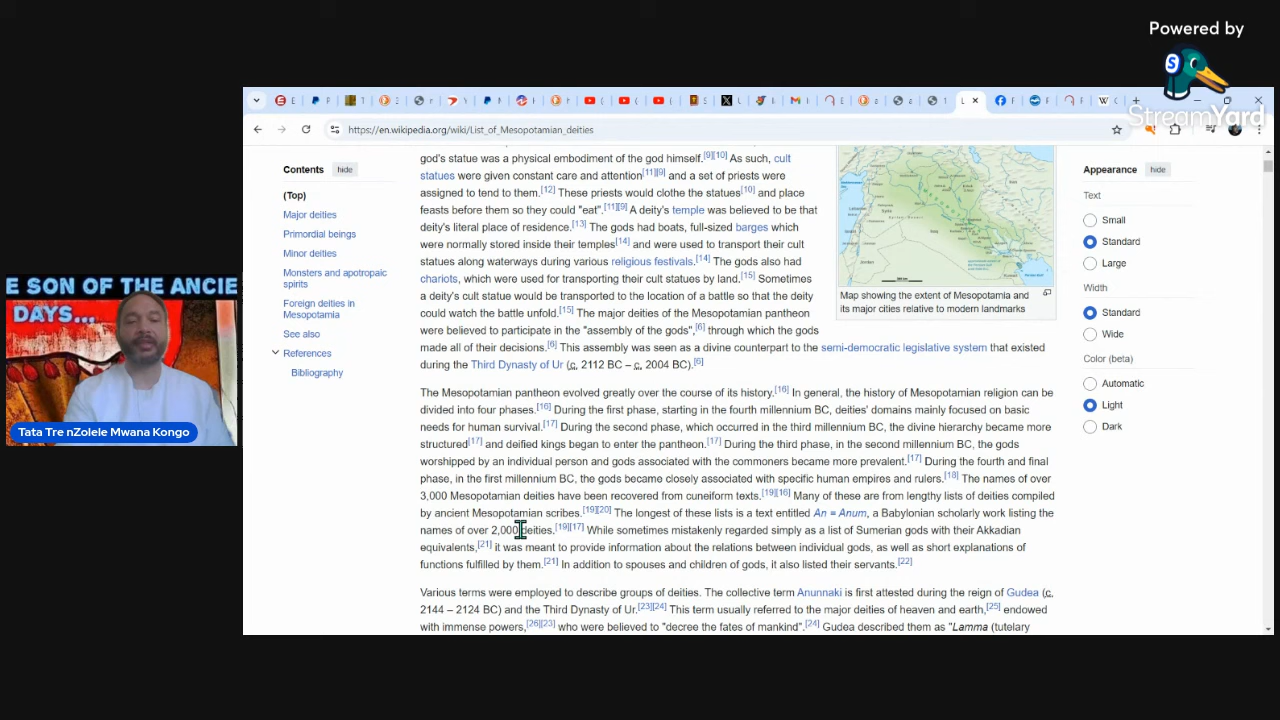 Powered by
S
StreamYard
https://en.wikipedia.org/wiki/List_of_Mesopotamian_deities
Contents hide
(Top)
Major deities
Primordial beings
Minor deities
Monsters and apotropaic
spirits
Foreign deities in
Mesopotamia
See also
References
Bibliography
god's statue was a physical embodiment of the god himself.[9][10] As such, cult
statues were given constant care and attention[11][9] and a set of priests were
assigned to tend to them.[12] These priests would clothe the statues[10] and place
feasts before them so they could "eat".[11][9] A deity's temple was believed to be that
deity's literal place of residence.[13] The gods had boats, full-sized barges which
were normally stored inside their temples[14] and were used to transport their cult
statues along waterways during various religious festivals.[14] The gods also had
chariots, which were used for transporting their cult statues by land.[15] Sometimes
a deity's cult statue would be transported to the location of a battle so that the deity
could watch the battle unfold.[15] The major deities of the Mesopotamian pantheon
were believed to participate in the "assembly of the gods",[6] through which the gods
made all of their decisions.[6] This assembly was seen as a divine counterpart to the semi-democratic legislative system that existed
during the Third Dynasty of Ur (c. 2112 BC – c. 2004 BC).[6]
Map showing the extent of Mesopotamia and
its major cities relative to modern landmarks
The Mesopotamian pantheon evolved greatly over the course of its history.[16] In general, the history of Mesopotamian religion can be
divided into four phases.[16] During the first phase, starting in the fourth millennium BC, deities' domains mainly focused on basic
needs for human survival.[17] During the second phase, which occurred in the third millennium BC, the divine hierarchy became more
structured[17] and deified kings began to enter the pantheon.[17] During the third phase, in the second millennium BC, the gods
worshipped by an individual person and gods associated with the commoners became more prevalent.[17] During the fourth and final
phase, in the first millennium BC, the gods became closely associated with specific human empires and rulers.[18] The names of over
3,000 Mesopotamian deities have been recovered from cuneiform texts.[19][16] Many of these are from lengthy lists of deities compiled
by ancient Mesopotamian scribes.[19][20] The longest of these lists is a text entitled An = Anum, a Babylonian scholarly work listing the
names of over 2,000 deities.[19][17] While sometimes mistakenly regarded simply as a list of Sumerian gods with their Akkadian
equivalents,[21] it was meant to provide information about the relations between individual gods, as well as short explanations of
functions fulfilled by them.[21] In addition to spouses and children of gods, it also listed their servants.[22]
Various terms were employed to describe groups of deities. The collective term Anunnaki is first attested during the reign of Gudea (c.
2144 – 2124 BC) and the Third Dynasty of Ur.[23][24] This term usually referred to the major deities of heaven and earth,[25] endowed
with immense powers,[26][23] who were believed to "decree the fates of mankind".[24] Gudea described them as "Lamma (tutelary
Appearance hide
Text
Small
Standard
Large
Width
Standard
Wide
Color (beta)
Automatic
Light
Dark
E SON OF THE ANCIE
DAYS...
Tata Tre nZolele Mwana Kongo